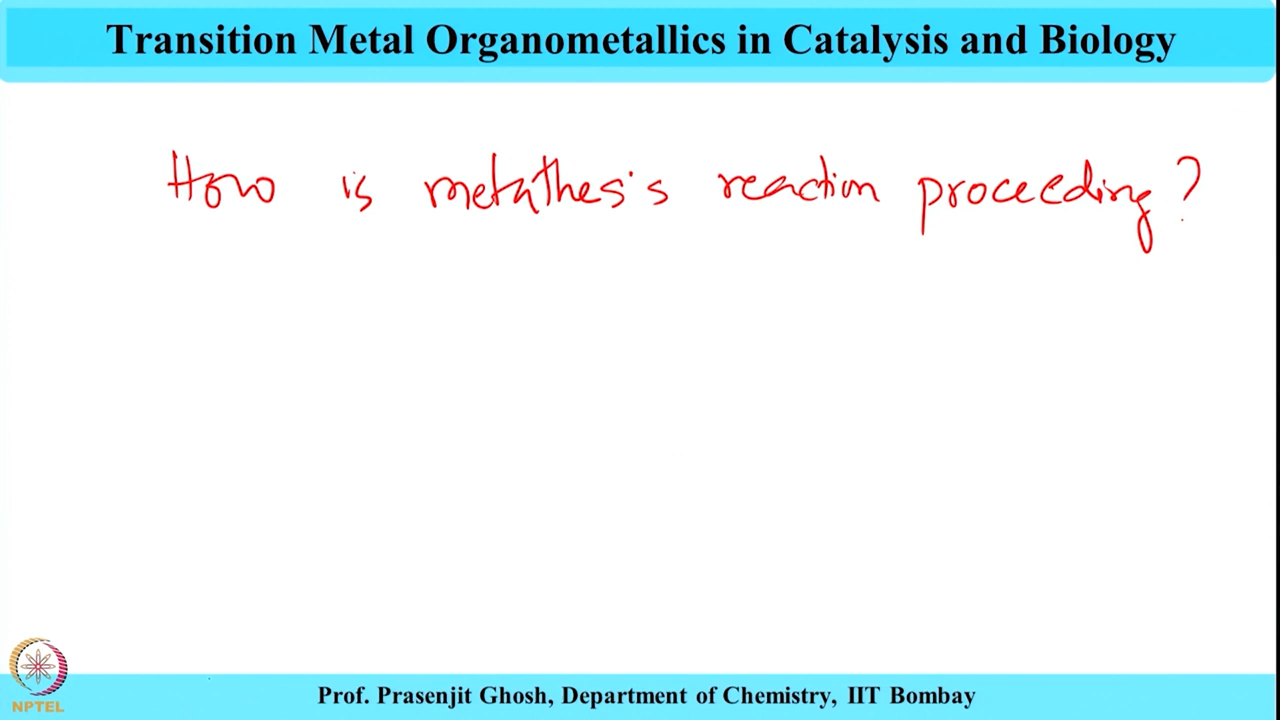 Transition Metal Organometallics in Catalysis and Biology
How is metathesis reaction proceeding?
NPTEL
Prof. Prasenjit Ghosh, Department of Chemistry, IIT Bombay